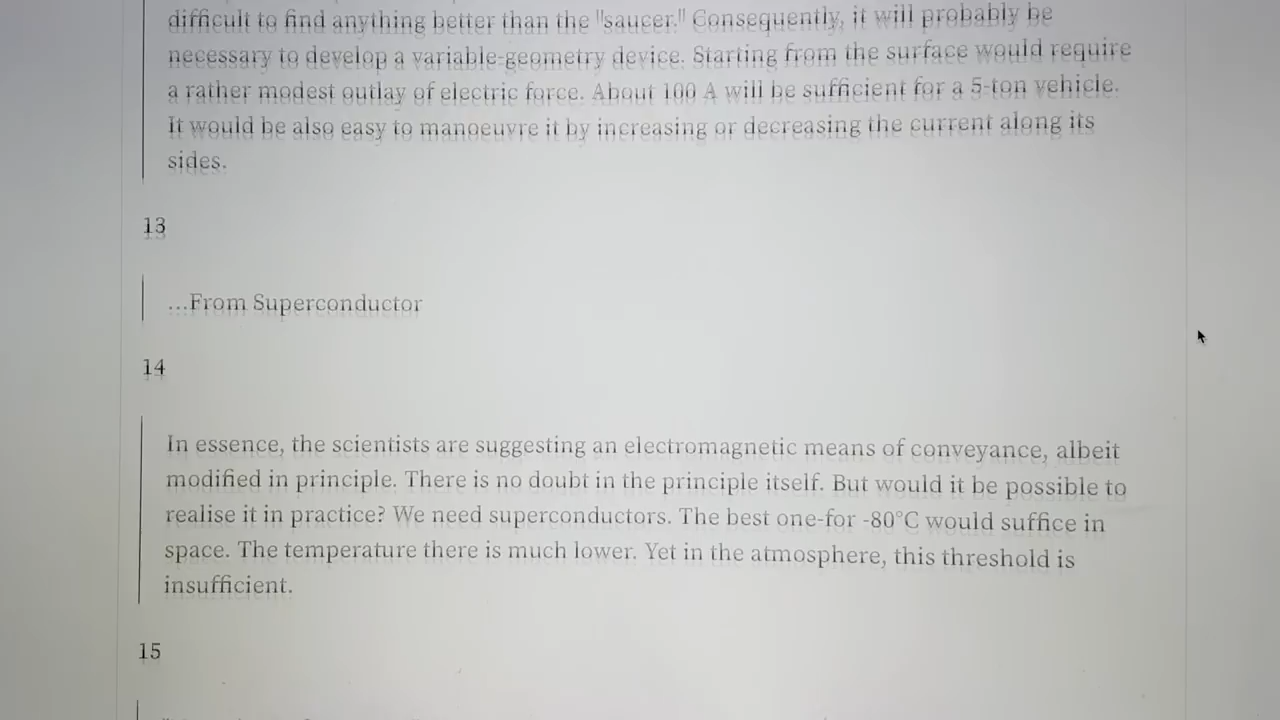 difficult to find anything better than the "saucer." Consequently, it will probably be
necessary to develop a variable-geometry device. Starting from the surface would require
a rather modest outlay of electric force. About 100 A will be sufficient for a 5-ton vehicle.
It would be also easy to manoeuvre it by increasing or decreasing the current along its
sides.
13
...From Superconductor
14
In essence, the scientists are suggesting an electromagnetic means of conveyance, albeit
modified in principle. There is no doubt in the principle itself. But would it be possible to
realise it in practice? We need superconductors. The best one-for -80°C would suffice in
space. The temperature there is much lower. Yet in the atmosphere, this threshold is
insufficient.
15